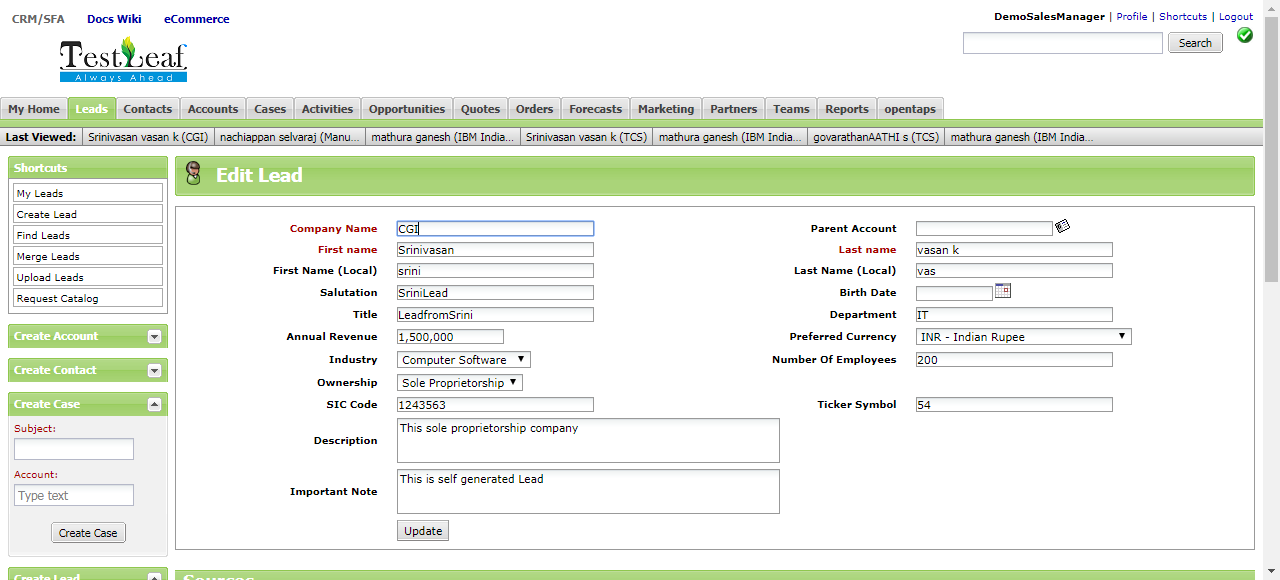 CRM/SFA Docs Wiki eCommerce
DemoSalesManager | Profile | Shortcuts | Logout
TestLeaf
Always Ahead
Search
My Home Leads Contacts Accounts Cases Activities Opportunities Quotes Orders Forecasts Marketing Partners Teams Reports opentaps
Last Viewed: Srinivasan vasan k (CGI) nachiappan selvaraj (Manu... mathura ganesh (IBM India... Srinivasan vasan k (TCS) mathura ganesh (IBM India... govarathanAATHI s (TCS) mathura ganesh (IBM India...
Shortcuts
My Leads
Create Lead
Find Leads
Merge Leads
Upload Leads
Request Catalog
Create Account
Create Contact
Create Case
Subject:
Account:
Type text
Create Case
Create Lead
Edit Lead
Company Name CGI Parent Account
First name Srinivasan Last name vasan k
First Name (Local) srini Last Name (Local) vas
Salutation SriniLead Birth Date
Title LeadfromSrini Department IT
Annual Revenue 1,500,000 Preferred Currency INR - Indian Rupee
Industry Computer Software Number Of Employees 200
Ownership Sole Proprietorship
SIC Code 1243563 Ticker Symbol 54
Description This sole proprietorship company
Important Note This is self generated Lead
Update
Sources